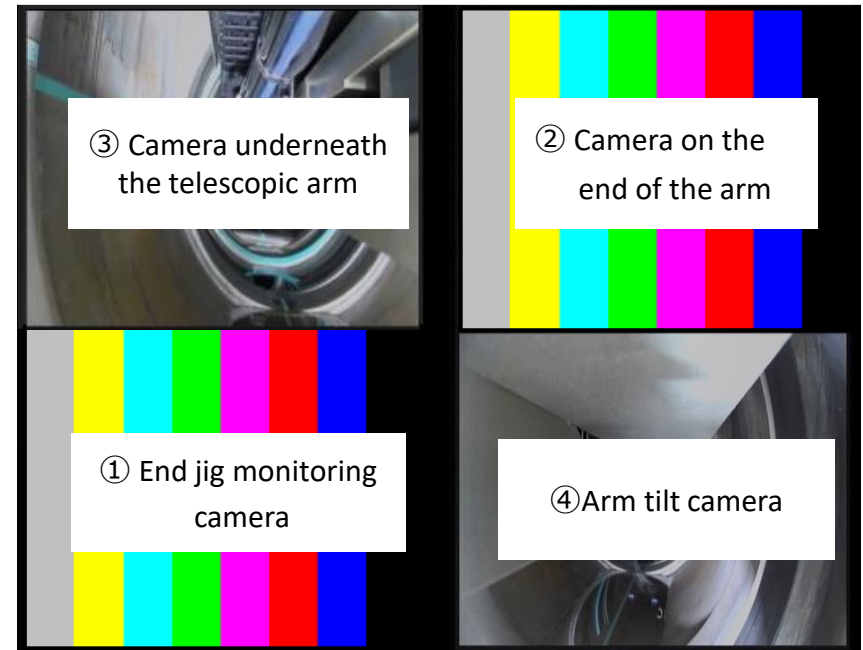 ③ Camera underneath
the telescopic arm
② Camera on the
end of the arm
① End jig monitoring
camera
④Arm tilt camera